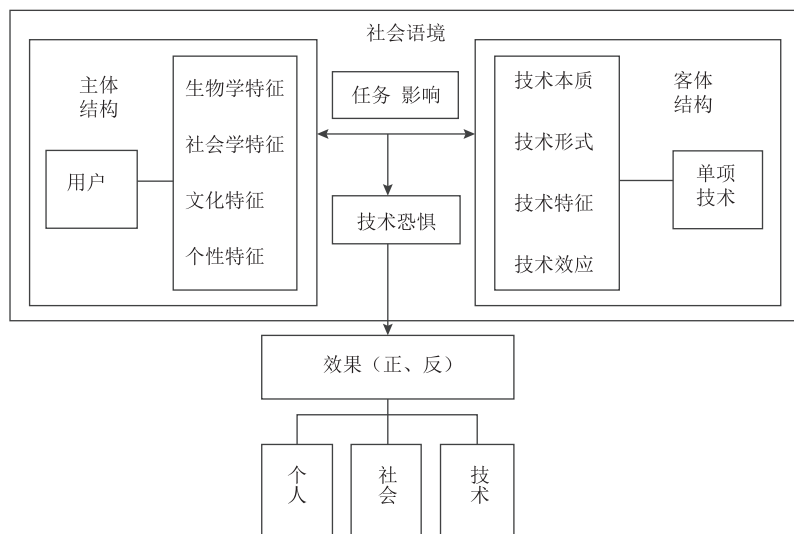 社会语境
主体
结构
用户
生物学特征
社会学特征
文化特征
个性特征
任务 影响
技术恐惧
技术本质
技术形式
技术特征
技术效应
客体
结构
单项
技术
效果（正、反）
个
人
社
会
技
术